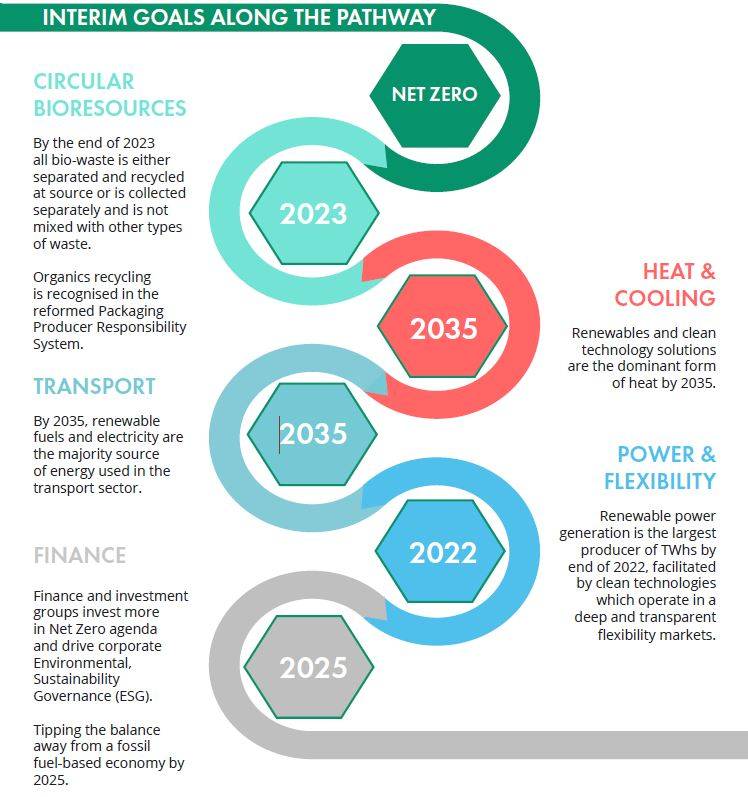 INTERIM GOALS ALONG THE PATHWAY
NET ZERO
CIRCULAR
BIORESOURCES
By the end of 2023
all bio-waste is either
separated and recycled
at source or is collected
separately and is not
mixed with other types
of waste.
Organics recycling
is recognised in the
reformed Packaging
Producer Responsibility
System.
2023
HEAT &
COOLING
Renewables and clean
technology solutions
are the dominant form
of heat by 2035.
2035
TRANSPORT
By 2035, renewable
fuels and electricity are
the majority source
of energy used in the
transport sector.
2035
POWER &
FLEXIBILITY
Renewable power
generation is the largest
producer of TWhs by
end of 2022, facilitated
by clean technologies
which operate in a
deep and transparent
flexibility markets.
2022
FINANCE
Finance and investment
groups invest more
in Net Zero agenda
and drive corporate
Environmental,
Sustainability
Governance (ESG).
Tipping the balance
away from a fossil
fuel-based economy by
2025.
2025